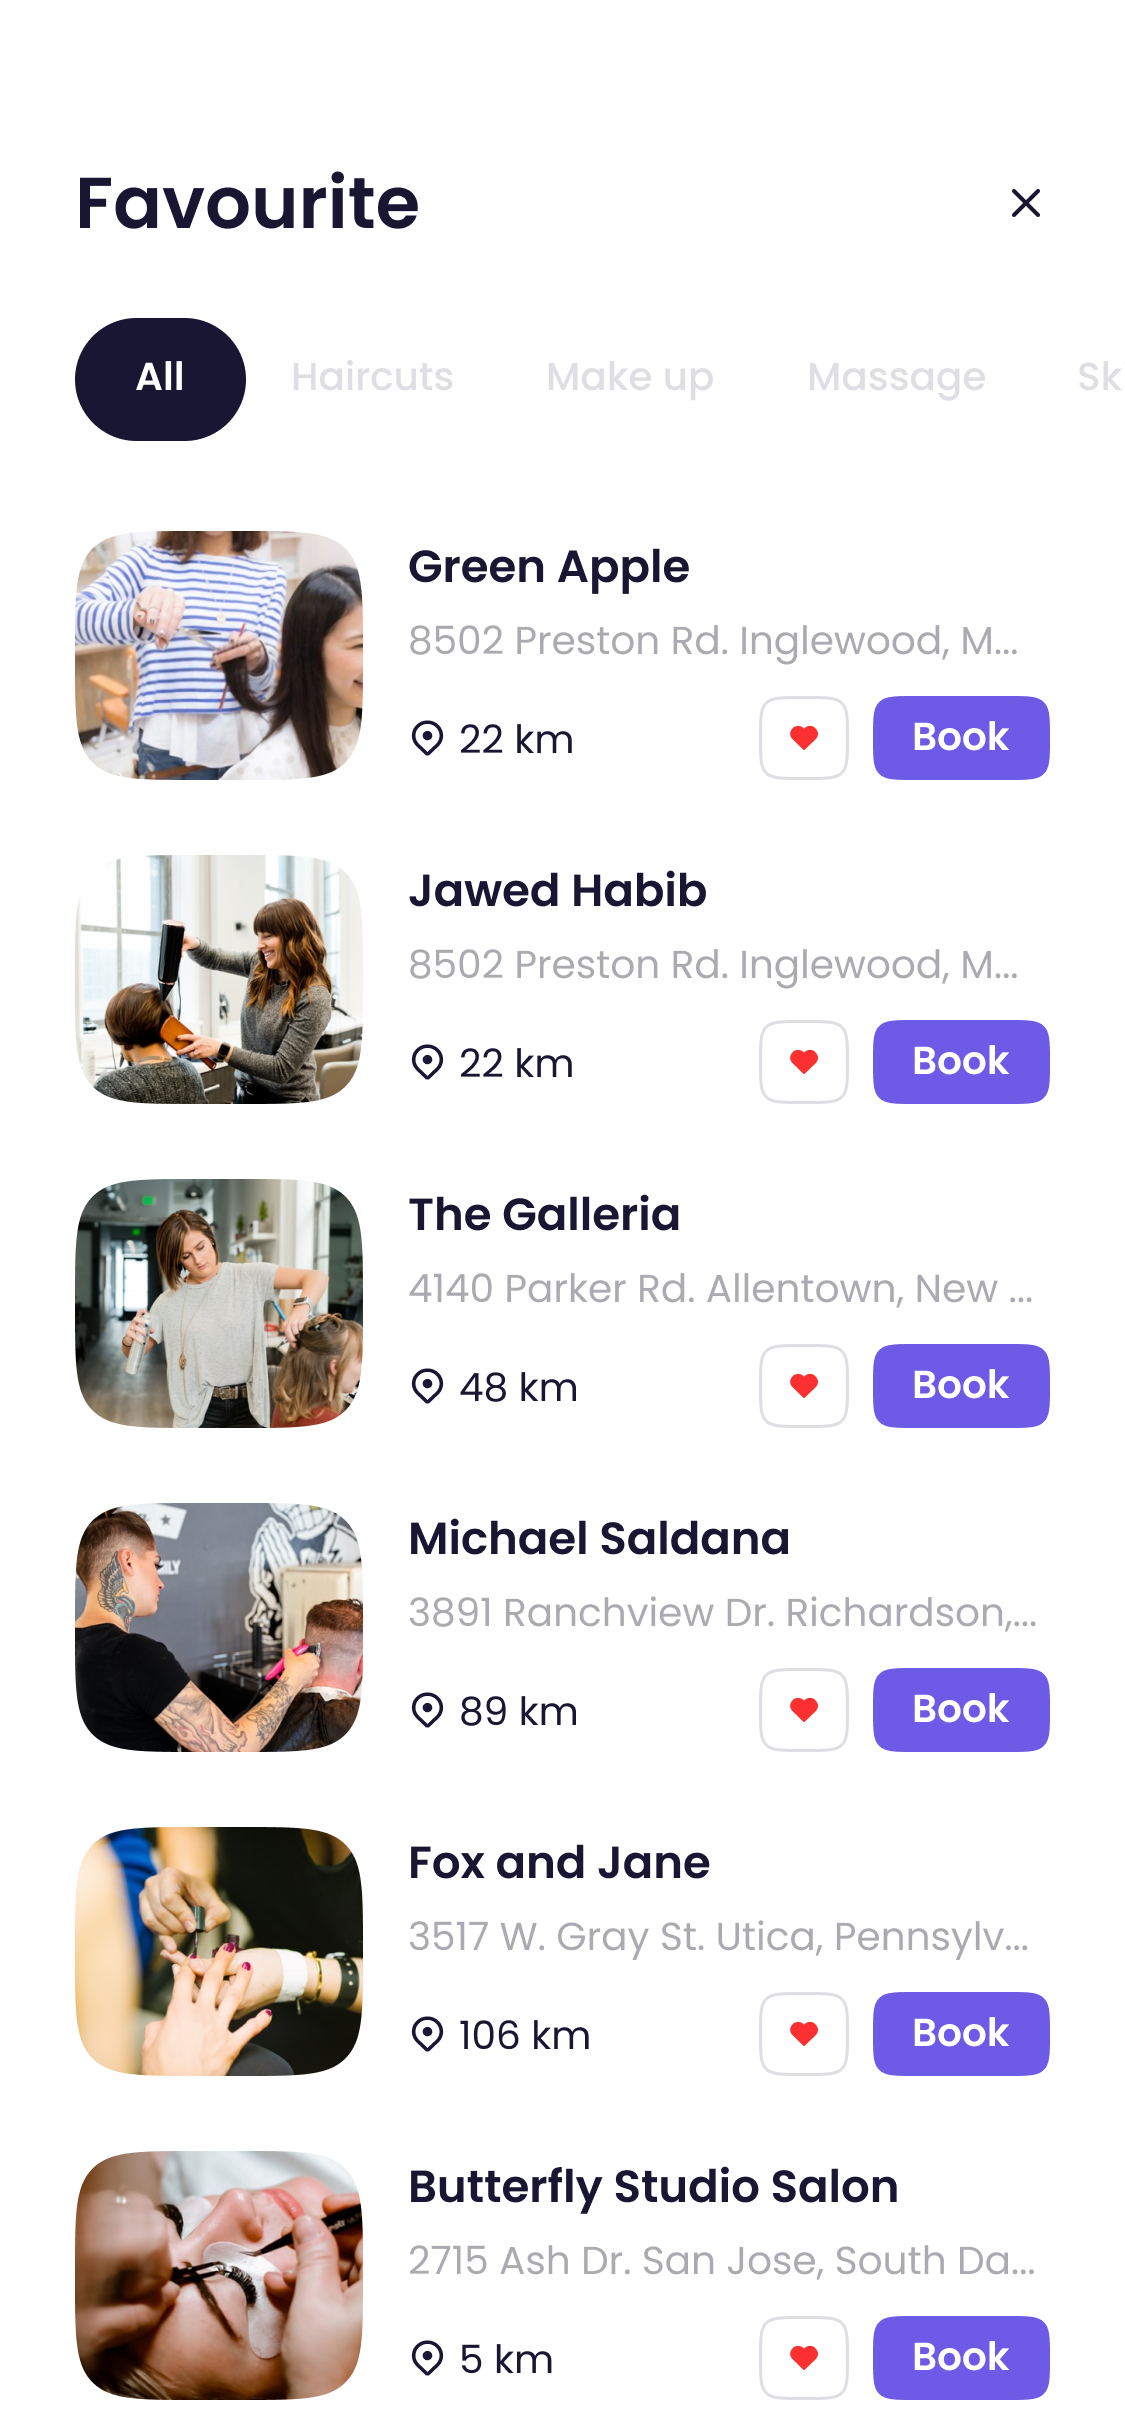 Favourite
All Haircuts Make up Massage Sk
Green Apple
8502 Preston Rd. Inglewood, M...
22 km Book
Jawed Habib
8502 Preston Rd. Inglewood, M...
22 km Book
The Galleria
4140 Parker Rd. Allentown, New ...
48 km Book
Michael Saldana
3891 Ranchview Dr. Richardson,...
89 km Book
Fox and Jane
3517 W. Gray St. Utica, Pennsylv...
106 km Book
Butterfly Studio Salon
2715 Ash Dr. San Jose, South Da...
5 km Book